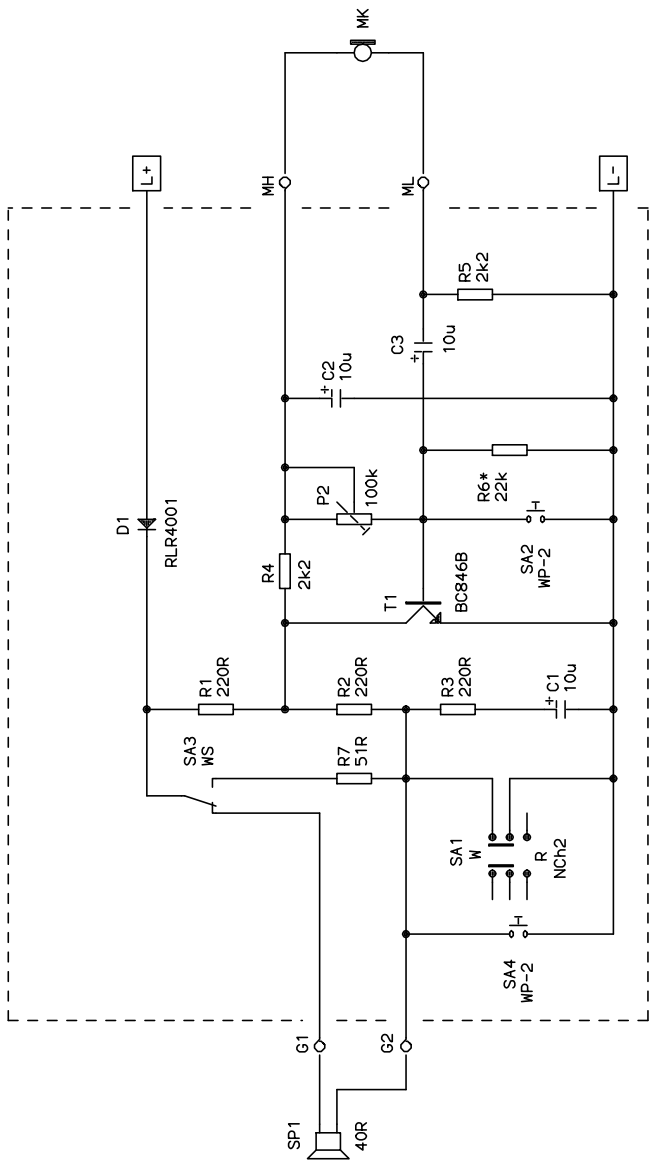 MK
L+
MH
ML
L-
R5
2k2
C3
10u
C2
10u
D1
RLR4001
P2
100k
R6*
22k
R4
2k2
SA2
WP-2
T1
BC846B
R1
220R
R2
220R
R3
220R
C1
10u
SA3
WS
R7
51R
SA1
W
R
NCh2
SA4
WP-2
G1
G2
SP1
40R